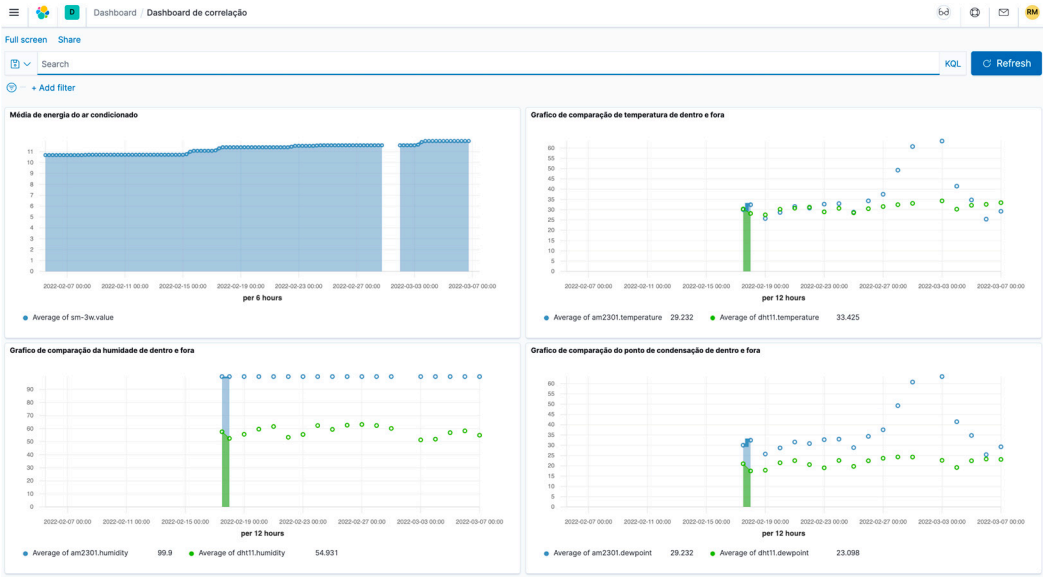 D Dashboard / Dashboard de correlação RM
Full screen Share
Search KQL Refresh
+ Add filter
Média de energia do ar condicionado
11
10
9
8
7
6
5
4
3
2
1
0
2022-02-07 00:00 2022-02-11 00:00 2022-02-15 00:00 2022-02-19 00:00 2022-02-23 00:00 2022-02-27 00:00 2022-03-03 00:00 2022-03-07 00:00
per 6 hours
Average of sm-3w.value
Grafico de comparação de temperatura de dentro e fora
60
55
50
45
40
35
30
25
20
15
10
5
0
2022-02-07 00:00 2022-02-11 00:00 2022-02-15 00:00 2022-02-19 00:00 2022-02-23 00:00 2022-02-27 00:00 2022-03-03 00:00 2022-03-07 00:00
per 12 hours
Average of am2301.temperature 29.232 Average of dht11.temperature 33.425
Grafico de comparação da humidade de dentro e fora
90
80
70
60
50
40
30
20
10
0
2022-02-07 00:00 2022-02-11 00:00 2022-02-15 00:00 2022-02-19 00:00 2022-02-23 00:00 2022-02-27 00:00 2022-03-03 00:00 2022-03-07 00:00
per 12 hours
Average of am2301.humidity 99.9 Average of dht11.humidity 54.931
Grafico de comparação do ponto de condensação de dentro e fora
60
55
50
45
40
35
30
25
20
15
10
5
0
2022-02-07 00:00 2022-02-11 00:00 2022-02-15 00:00 2022-02-19 00:00 2022-02-23 00:00 2022-02-27 00:00 2022-03-03 00:00 2022-03-07 00:00
per 12 hours
Average of am2301.dewpoint 29.232 Average of dht11.dewpoint 23.098